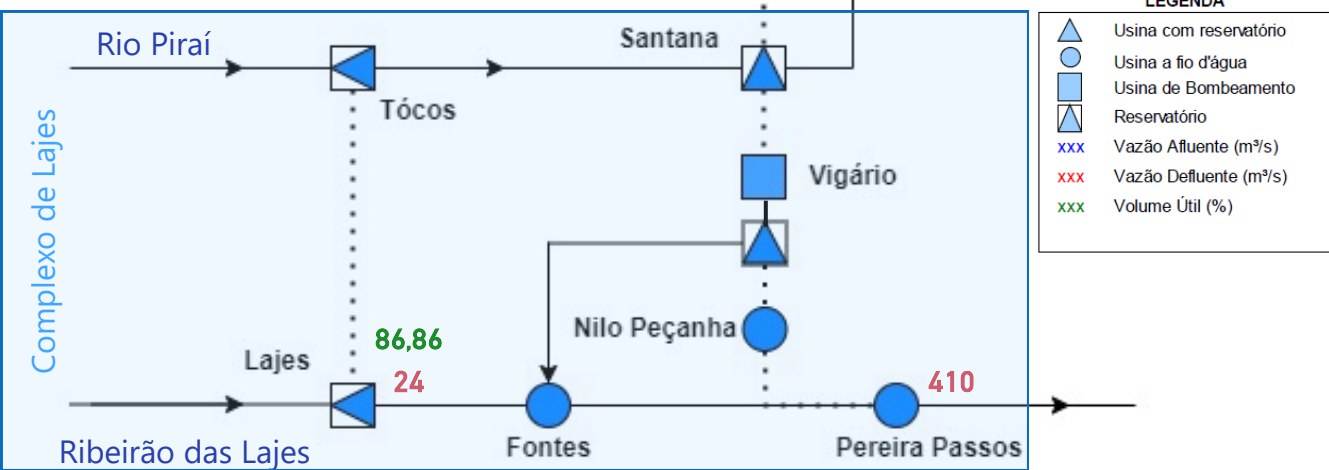 LEGENDA
Usina com reservatório
Usina a fio d'água
Usina de Bombeamento
Reservatório
xxx Vazão Afluente (m³/s)
xxx Vazão Defluente (m³/s)
xxx Volume Útil (%)
Complexo de Lajes
Rio Piraí
Santana
Tócos
Vigário
Nilo Peçanha
86,86
Lajes
24
410
Fontes
Pereira Passos
Ribeirão das Lajes